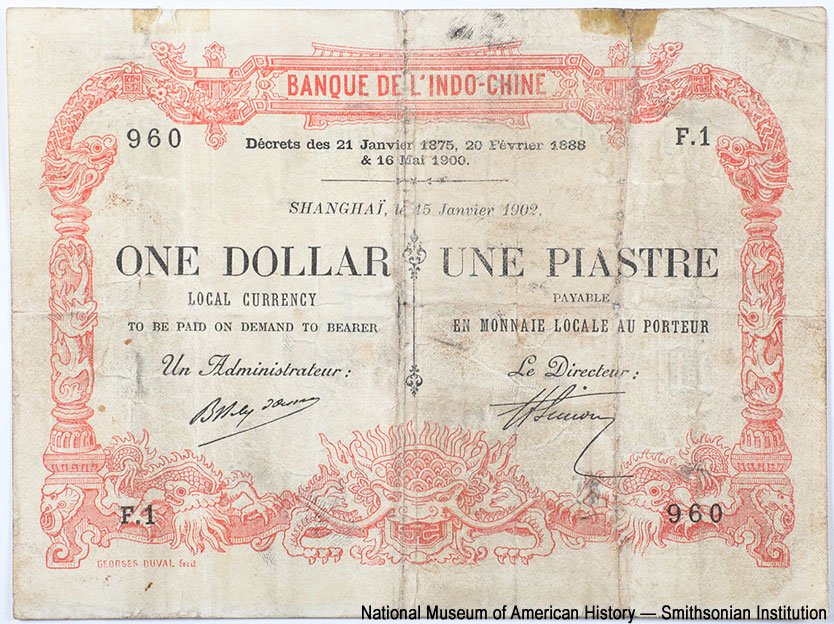 BANQUE DE L'INDO-CHINE
960
F.1
Décrets des 21 Janvier 1875, 20 Février 1888
& 16 Mai 1900.
SHANGHAÏ, le 15 Janvier 1902.
ONE DOLLAR
LOCAL CURRENCY
TO BE PAID ON DEMAND TO BEARER
Un Administrateur:
UNE PIASTRE
PAYABLE
EN MONNAIE LOCALE AU PORTEUR
Le Directeur:
F.1
960
GEORGES DUVAL fecit
National Museum of American History — Smithsonian Institution